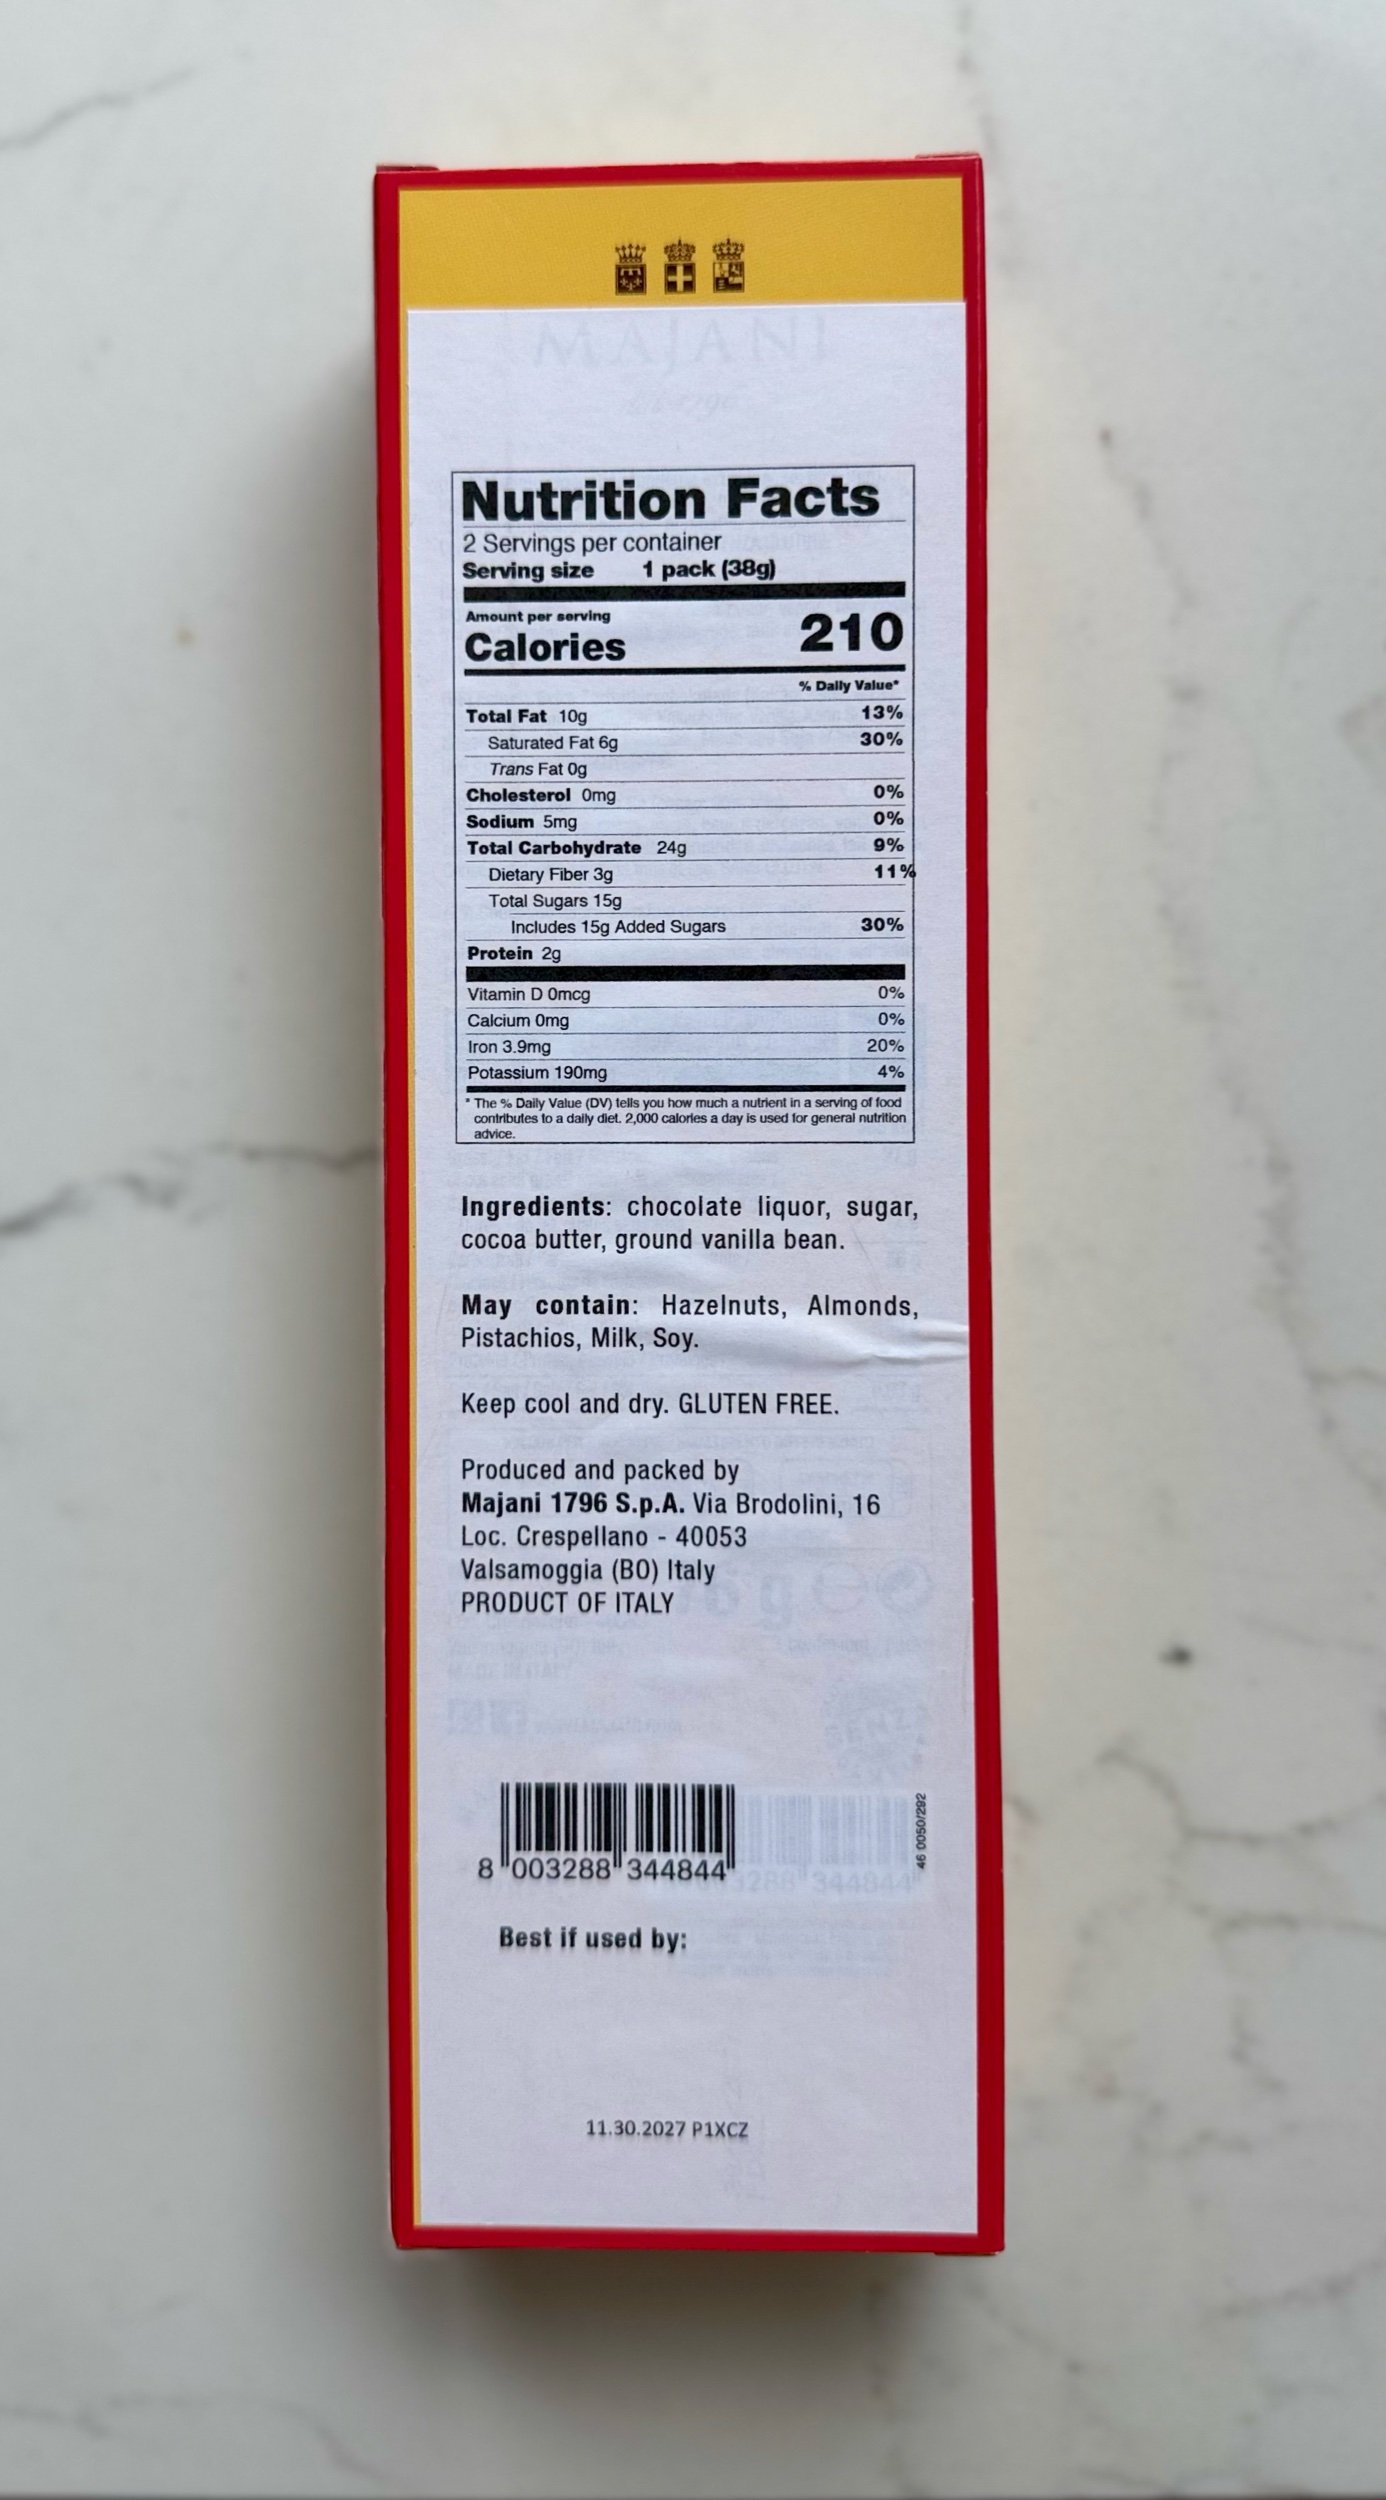 MAJANI
Nutrition Facts
2 Servings per container
Serving size 1 pack (38g)
Amount per serving
Calories 210
% Daily Value*
Total Fat 10g 13%
Saturated Fat 6g 30%
Trans Fat 0g
Cholesterol 0mg 0%
Sodium 5mg 0%
Total Carbohydrate 24g 9%
Dietary Fiber 3g 11%
Total Sugars 15g
Includes 15g Added Sugars 30%
Protein 2g
Vitamin D 0mcg 0%
Calcium 0mg 0%
Iron 3.9mg 20%
Potassium 190mg 4%
* The % Daily Value (DV) tells you how much a nutrient in a serving of food
contributes to a daily diet. 2,000 calories a day is used for general nutrition
advice.
Ingredients: chocolate liquor, sugar,
cocoa butter, ground vanilla bean.
May contain: Hazelnuts, Almonds,
Pistachios, Milk, Soy.
Keep cool and dry. GLUTEN FREE.
Produced and packed by
Majani 1796 S.p.A. Via Brodolini, 16
Loc. Crespellano - 40053
Valsamoggia (BO) Italy
PRODUCT OF ITALY
46 0050/292
8 003288 344844
Best if used by:
11.30.2027 P1XCZ